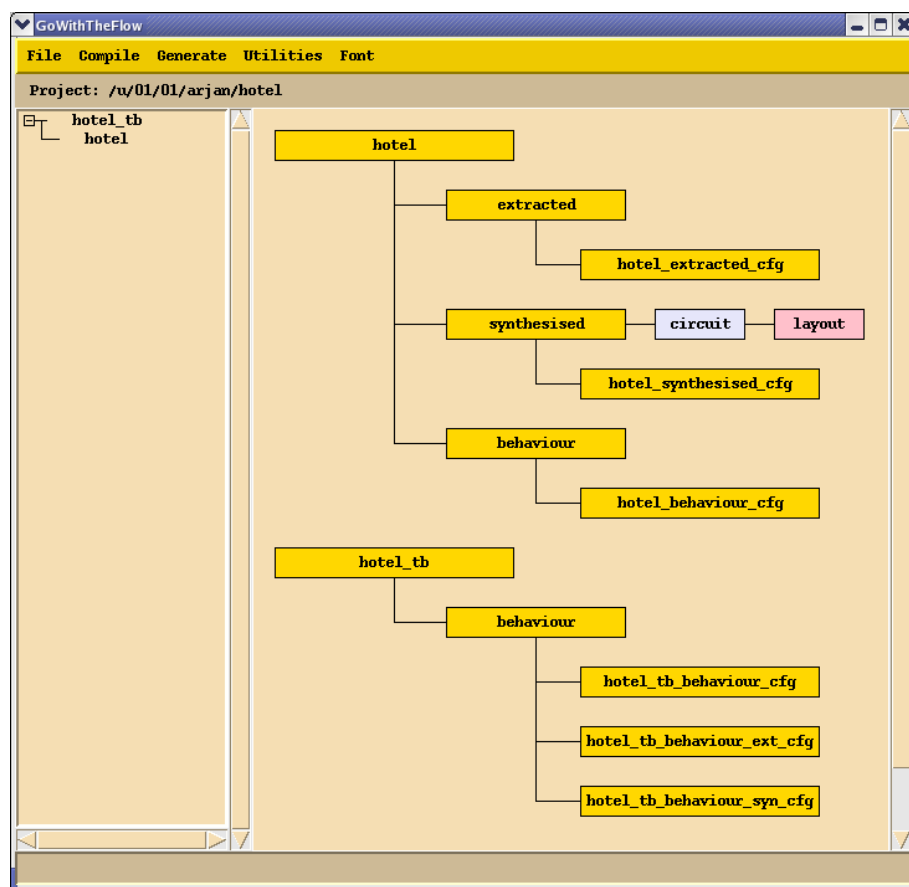 GoWithTheFlow
File Compile Generate Utilities Font
Project: /u/01/01/arjan/hotel
hotel_tb
hotel
hotel
extracted
hotel_extracted_cfg
synthesised circuit layout
hotel_synthesised_cfg
behaviour
hotel_behaviour_cfg
hotel_tb
behaviour
hotel_tb_behaviour_cfg
hotel_tb_behaviour_ext_cfg
hotel_tb_behaviour_syn_cfg